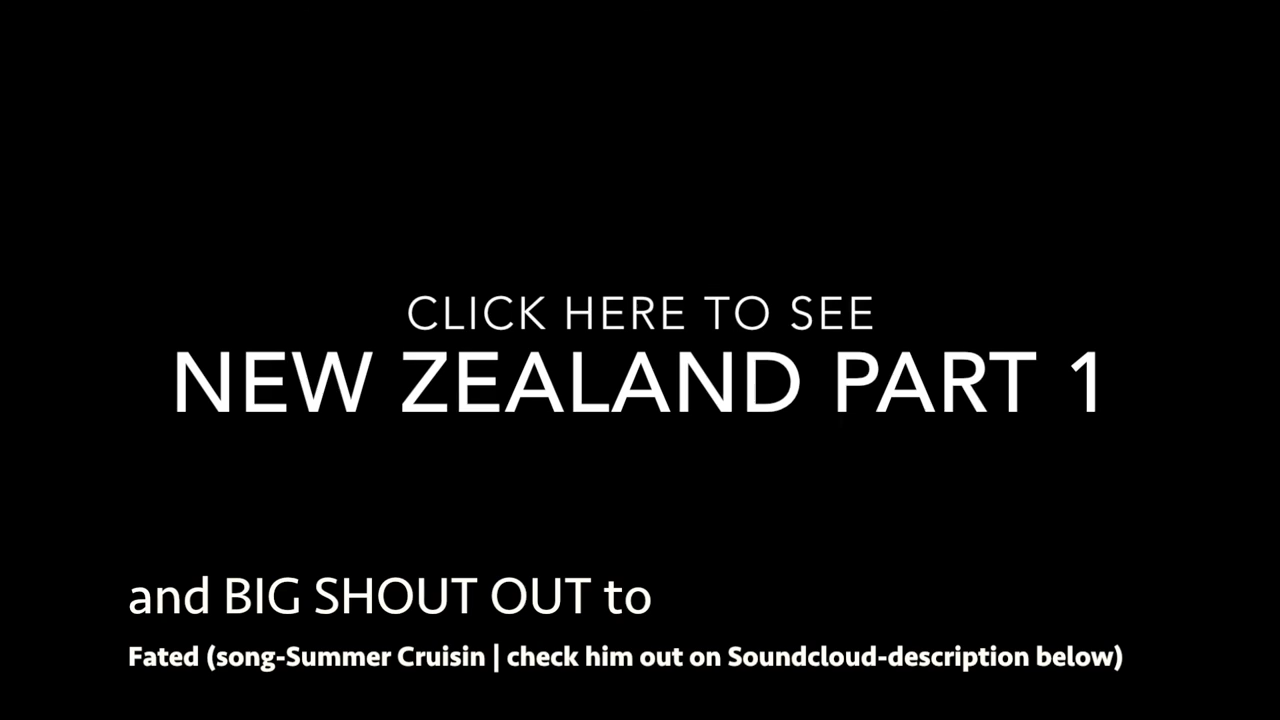 CLICK HERE TO SEE
NEW ZEALAND PART 1
and BIG SHOUT OUT to
Fated (song-Summer Cruisin | check him out on Soundcloud-description below)